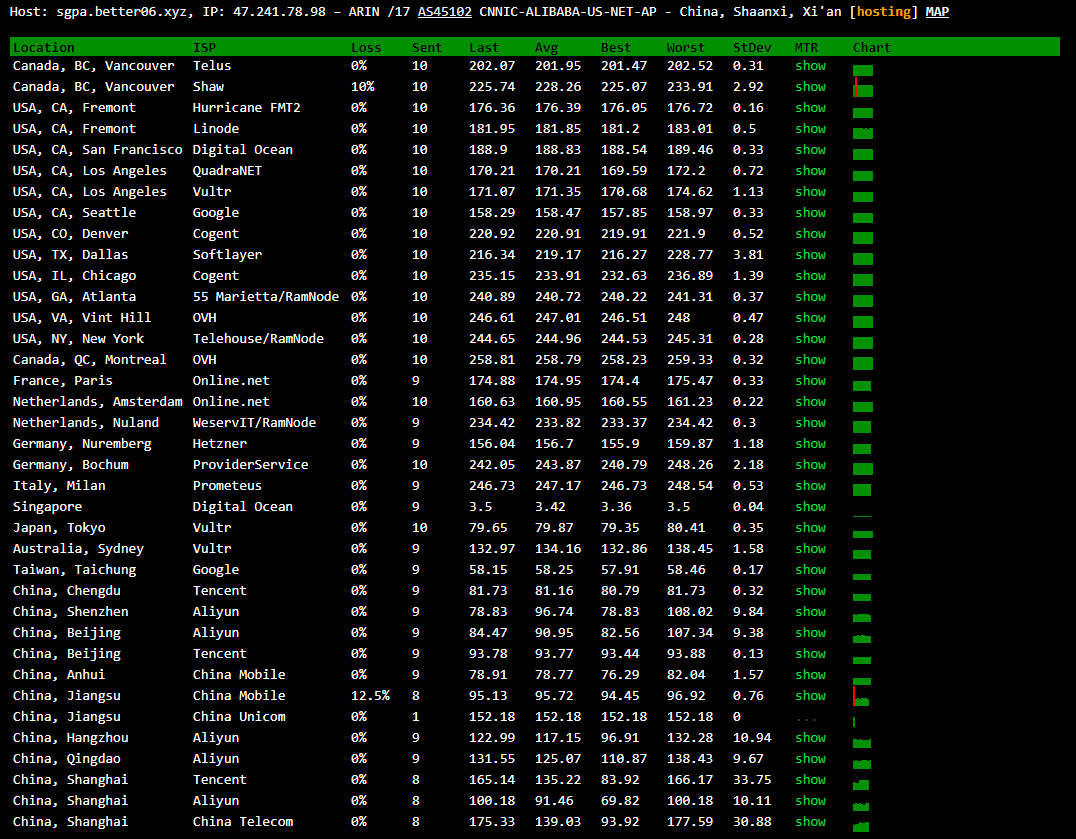 Host: sgpa.better06.xyz, IP: 47.241.78.98 – ARIN /17 AS45102 CNNIC-ALIBABA-US-NET-AP - China, Shaanxi, Xi'an [hosting] MAP
Location ISP Loss Sent Last Avg Best Worst StDev MTR Chart
Canada, BC, Vancouver Telus 0% 10 202.07 201.95 201.47 202.52 0.31 show
Canada, BC, Vancouver Shaw 10% 10 225.74 228.26 225.07 233.91 2.92 show
USA, CA, Fremont Hurricane FMT2 0% 10 176.36 176.39 176.05 176.72 0.16 show
USA, CA, Fremont Linode 0% 10 181.95 181.85 181.2 183.01 0.5 show
USA, CA, San Francisco Digital Ocean 0% 10 188.9 188.83 188.54 189.46 0.33 show
USA, CA, Los Angeles QuadraNET 0% 10 170.21 170.21 169.59 172.2 0.72 show
USA, CA, Los Angeles Vultr 0% 10 171.07 171.35 170.68 174.62 1.13 show
USA, CA, Seattle Google 0% 10 158.29 158.47 157.85 158.97 0.33 show
USA, CO, Denver Cogent 0% 10 220.92 220.91 219.91 221.9 0.52 show
USA, TX, Dallas Softlayer 0% 10 216.34 219.17 216.27 228.77 3.81 show
USA, IL, Chicago Cogent 0% 10 235.15 233.91 232.63 236.89 1.39 show
USA, GA, Atlanta 55 Marietta/RamNode 0% 10 240.89 240.72 240.22 241.31 0.37 show
USA, VA, Vint Hill OVH 0% 10 246.61 247.01 246.51 248 0.47 show
USA, NY, New York Telehouse/RamNode 0% 10 244.65 244.96 244.53 245.31 0.28 show
Canada, QC, Montreal OVH 0% 10 258.81 258.79 258.23 259.33 0.32 show
France, Paris Online.net 0% 9 174.88 174.95 174.4 175.47 0.33 show
Netherlands, Amsterdam Online.net 0% 10 160.63 160.95 160.55 161.23 0.22 show
Netherlands, Nuland WeservIT/RamNode 0% 9 234.42 233.82 233.37 234.42 0.3 show
Germany, Nuremberg Hetzner 0% 9 156.04 156.7 155.9 159.87 1.18 show
Germany, Bochum ProviderService 0% 10 242.05 243.87 240.79 248.26 2.18 show
Italy, Milan Prometeus 0% 9 246.73 247.17 246.73 248.54 0.53 show
Singapore Digital Ocean 0% 9 3.5 3.42 3.36 3.5 0.04 show
Japan, Tokyo Vultr 0% 10 79.65 79.87 79.35 80.41 0.35 show
Australia, Sydney Vultr 0% 9 132.97 134.16 132.86 138.45 1.58 show
Taiwan, Taichung Google 0% 9 58.15 58.25 57.91 58.46 0.17 show
China, Chengdu Tencent 0% 9 81.73 81.16 80.79 81.73 0.32 show
China, Shenzhen Aliyun 0% 9 78.83 96.74 78.83 108.02 9.84 show
China, Beijing Aliyun 0% 9 84.47 90.95 82.56 107.34 9.38 show
China, Beijing Tencent 0% 9 93.78 93.77 93.44 93.88 0.13 show
China, Anhui China Mobile 0% 9 78.91 78.77 76.29 82.04 1.57 show
China, Jiangsu China Mobile 12.5% 8 95.13 95.72 94.45 96.92 0.76 show
China, Jiangsu China Unicom 0% 1 152.18 152.18 152.18 152.18 0 ...
China, Hangzhou Aliyun 0% 9 122.99 117.15 96.91 132.28 10.94 show
China, Qingdao Aliyun 0% 9 131.55 125.07 110.87 138.43 9.67 show
China, Shanghai Tencent 0% 8 165.14 135.22 83.92 166.17 33.75 show
China, Shanghai Aliyun 0% 8 100.18 91.46 69.82 100.18 10.11 show
China, Shanghai China Telecom 0% 8 175.33 139.03 93.92 177.59 30.88 show